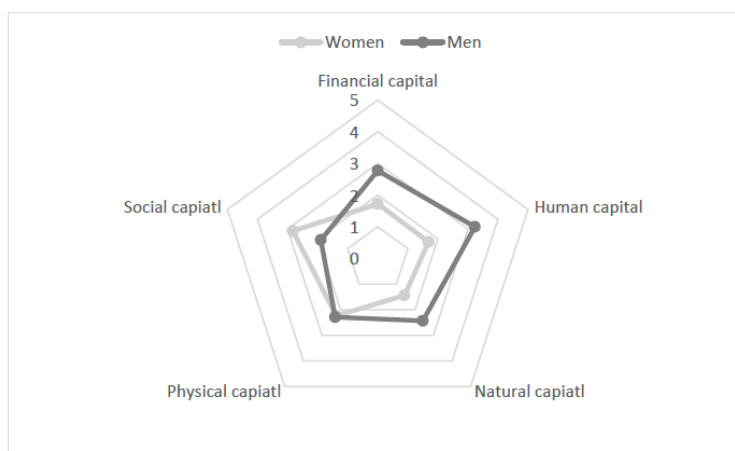 Women Men
Financial capital
5
4
3
2
1
0
Social capiatl
Human capital
Physical capiatl
Natural capiatl